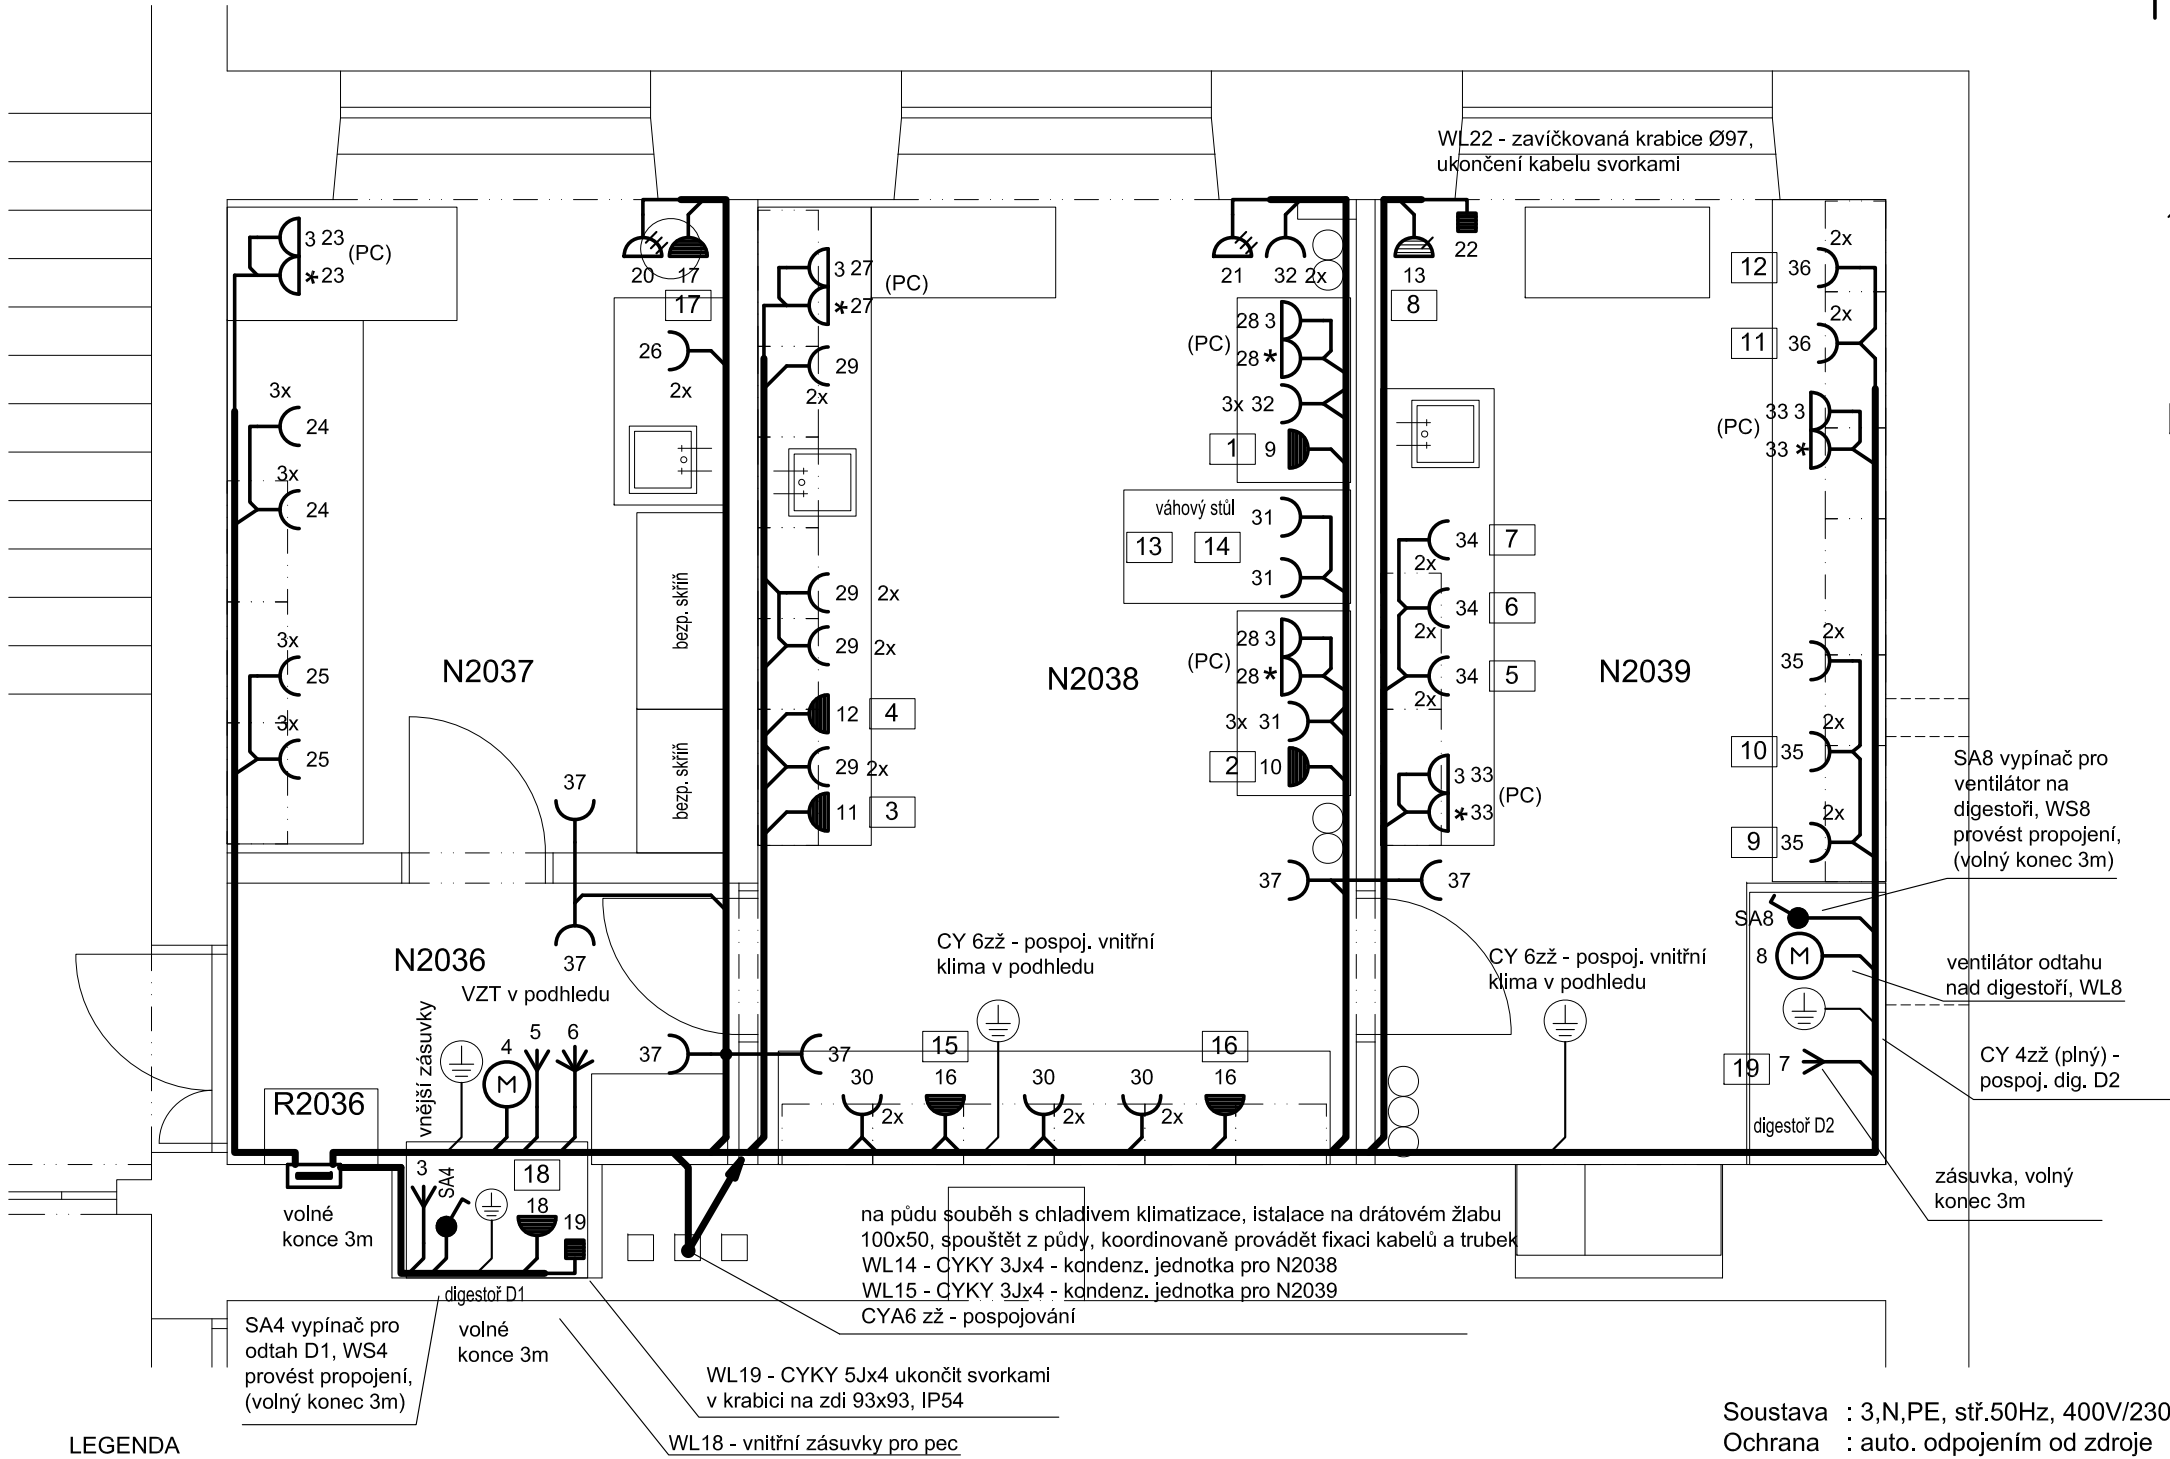 WL22 - zavíčkovaná krabice Ø97,
ukončení kabelu svorkami
3 23
(PC)
*23
20
17
17
26
2x
3x
24
3x
24
3x
25
3x
25
N2037
bezp. skříň
bezp. skříň
37
37
N2036
VZT v podhledu
vnější zásuvky
4
M
5
6
37
37
R2036
3 27
(PC)
*27
29
2x
29 2x
29 2x
12
4
29 2x
11
3
N2038
21
32 2x
28 3
(PC)
28 *
3x 32
1
9
váhový stůl
13
14
31
31
28 3
(PC)
28 *
3x 31
2
10
37
37
CY 6zž - pospoj. vnitřní
klima v podhledu
15
16
30
2x
16
30
2x
30
2x
16
13
8
22
7
34
2x
6
34
2x
5
34
2x
3 33
(PC)
*33
N2039
CY 6zž - pospoj. vnitřní
klima v podhledu
2x
12
36
2x
11
36
33 3
(PC)
33 *
2x
35
2x
10
35
2x
9
35
SA8
8
M
19
7
digestoř D2
SA8 vypínač pro
ventilátor na
digestoři, WS8
provést propojení,
(volný konec 3m)
ventilátor odtahu
nad digestoří, WL8
CY 4zž (plný) -
pospoj. dig. D2
zásuvka, volný
konec 3m
volné
konce 3m
3
SA4
18
18
19
digestoř D1
volné
konce 3m
SA4 vypínač pro
odtah D1, WS4
provést propojení,
(volný konec 3m)
na půdu souběh s chladivem klimatizace, istalace na drátovém žlabu
100x50, spouštět z půdy, koordinovaně provádět fixaci kabelů a trubek
WL14 - CYKY 3Jx4 - kondenz. jednotka pro N2038
WL15 - CYKY 3Jx4 - kondenz. jednotka pro N2039
CYA6 zž - pospojování
WL19 - CYKY 5Jx4 ukončit svorkami
v krabici na zdi 93x93, IP54
WL18 - vnitřní zásuvky pro pec
LEGENDA
Soustava : 3,N,PE, stř.50Hz, 400V/230
Ochrana : auto. odpojením od zdroje